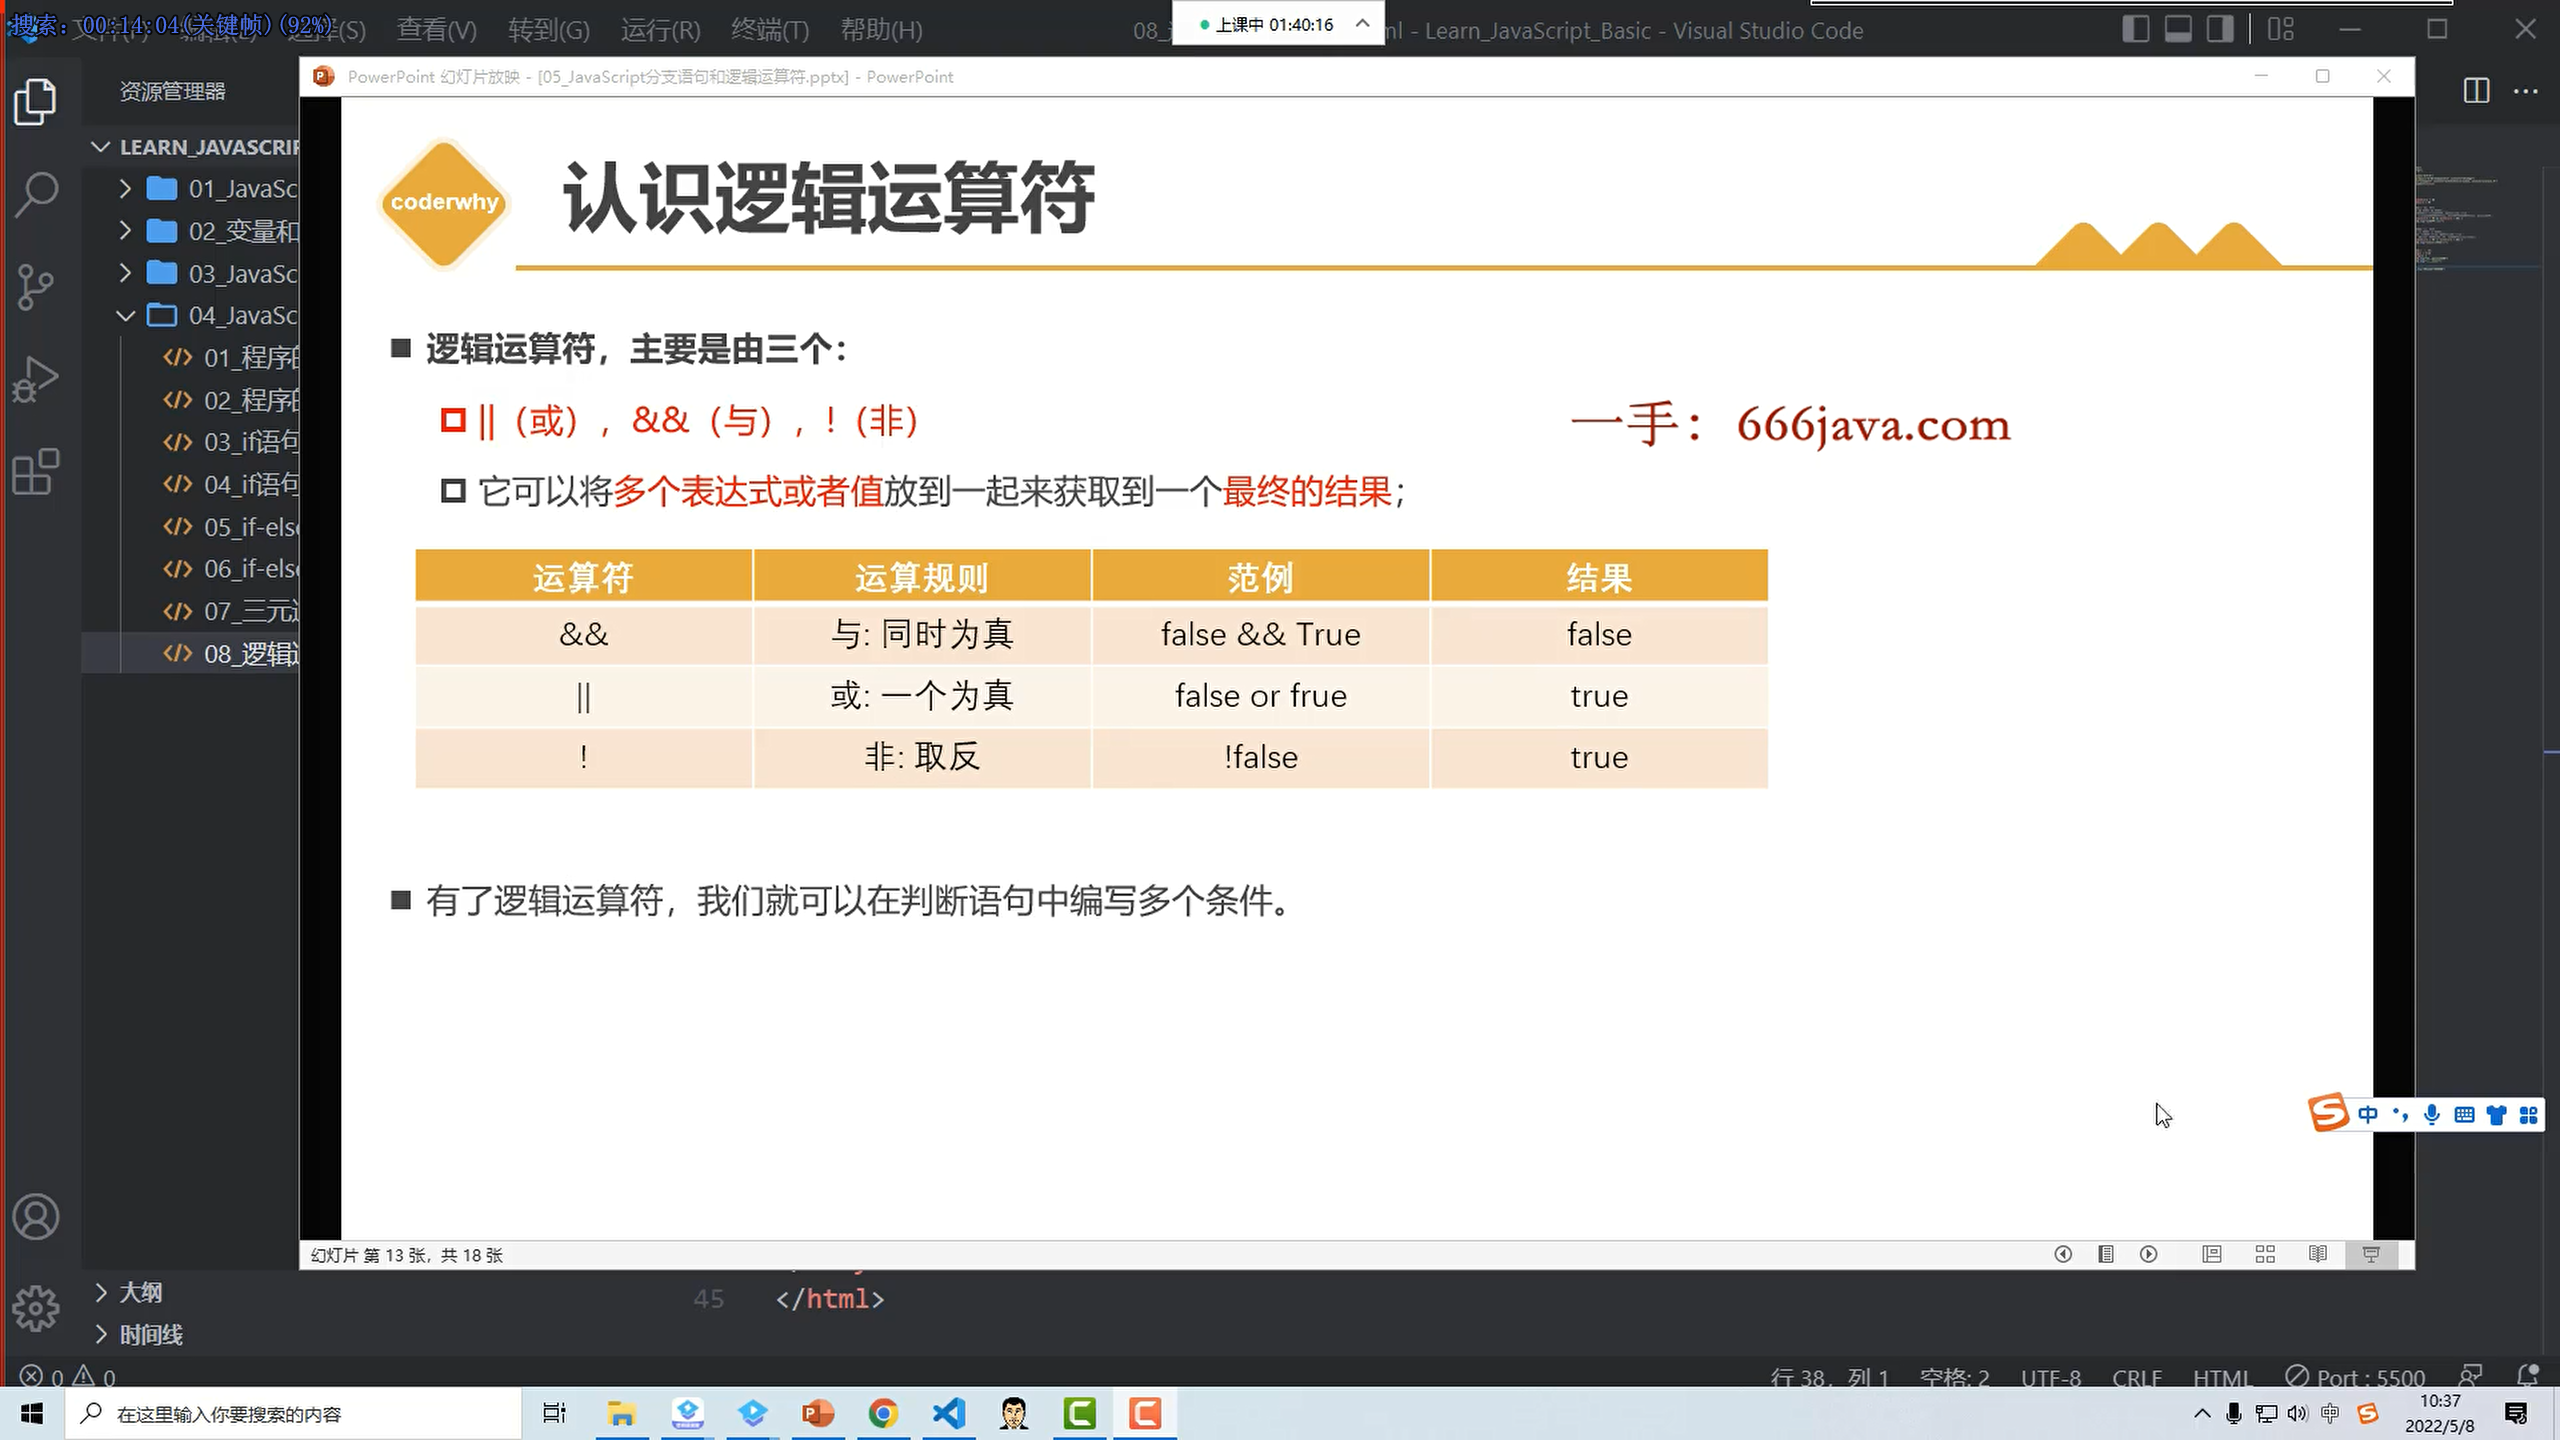 搜索: 00:14:04(关键帧)(92%)
查看(V) 转到(G) 运行(R) 终端(T) 帮助(H)
上课中 01:40:16
- Learn_JavaScript_Basic - Visual Studio Code
资源管理器
PowerPoint 幻灯片放映 - [05_JavaScript分支语句和逻辑运算符.pptx] - PowerPoint
LEARN_JAVASCRI
01_JavaSc
02_变量和
03_JavaSc
04_JavaSc
01_程序的
02_程序的
03_if语句
04_if语句
05_if-else
06_if-else
07_三元运
08_逻辑运
coderwhy
认识逻辑运算符
逻辑运算符，主要是由三个：
||（或），&&（与），!（非）
一手：666java.com
它可以将多个表达式或者值放到一起来获取到一个最终的结果；
运算符 运算规则 范例 结果
&& 与: 同时为真 false && True false
|| 或: 一个为真 false or frue true
! 非: 取反 !false true
有了逻辑运算符，我们就可以在判断语句中编写多个条件。
中
幻灯片 第 13 张，共 18 张
大纲
时间线
45 </html>
0 0
行 38，列 1 空格: 2 UTF-8 CRLF HTML Port : 5500
在这里输入你要搜索的内容
中
10:37
2022/5/8